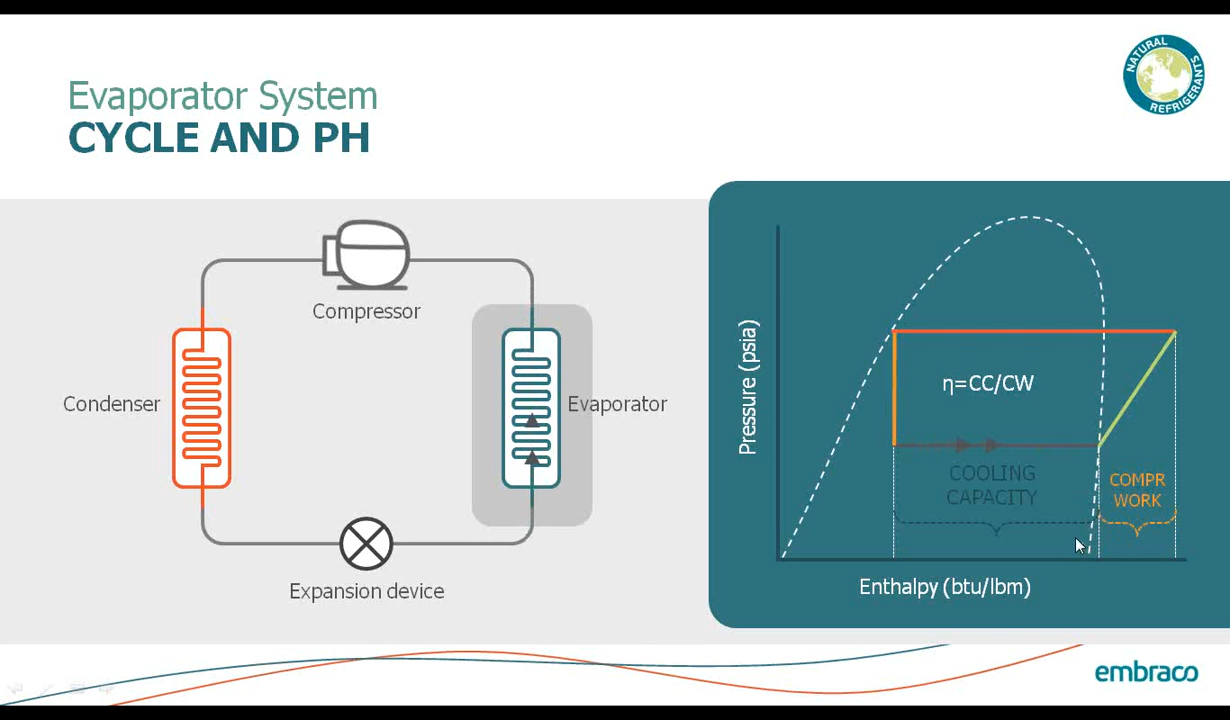 Evaporator System
CYCLE AND PH
NATURAL
REFRIGERANTS
Compressor
Condenser
Evaporator
Expansion device
Pressure (psia)
η=CC/CW
COOLING
CAPACITY
COMPR
WORK
Enthalpy (btu/lbm)
embraco